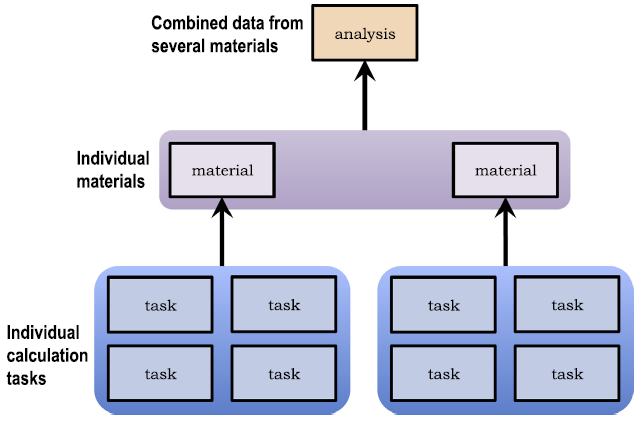 Combined data from
several materials
analysis
Individual
materials
material
material
Individual
calculation
tasks
task
task
task
task
task
task
task
task